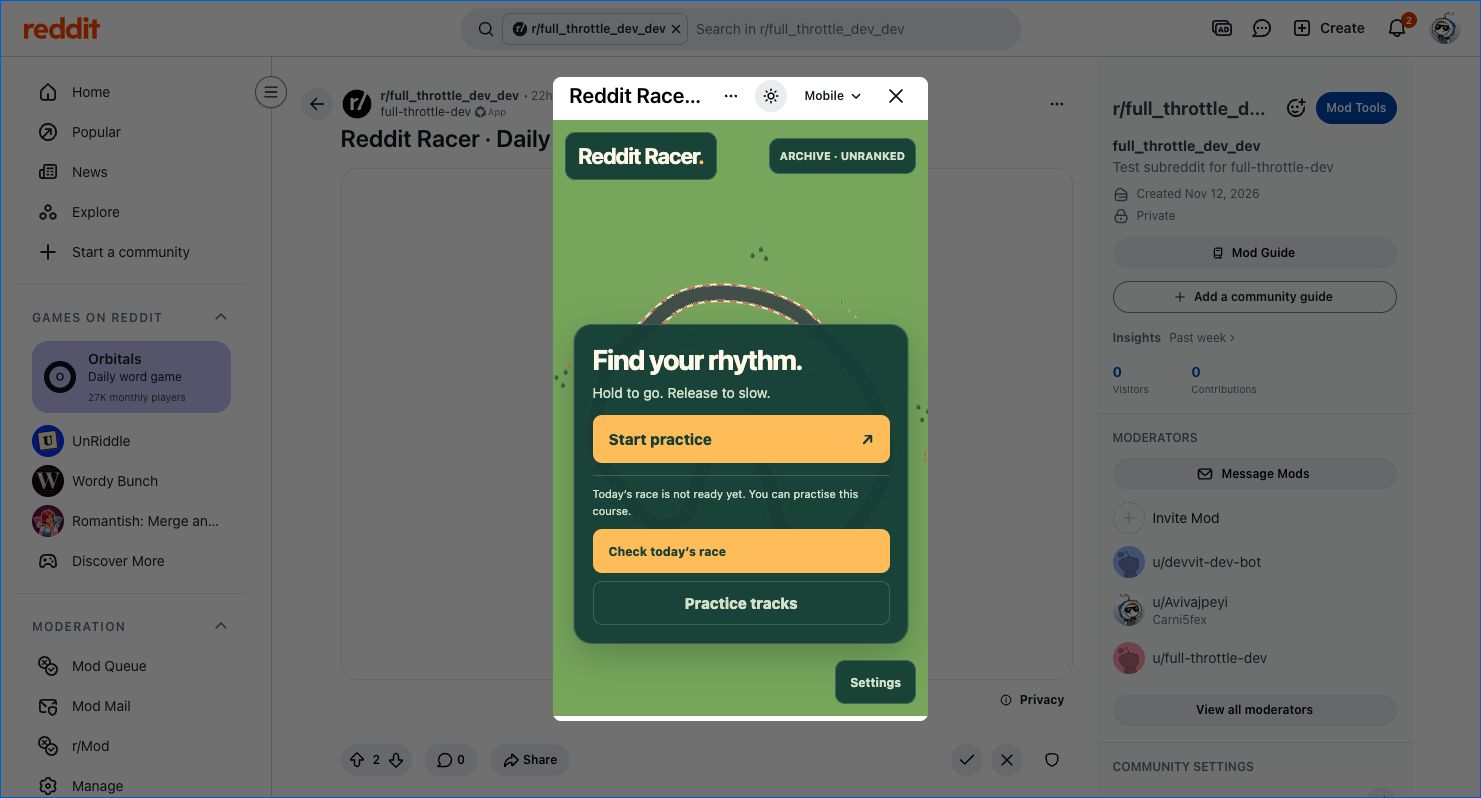 reddit
r/full_throttle_dev_dev
Search in r/full_throttle_dev_dev
AD
Create
2
Home
Popular
News
Explore
Start a community
GAMES ON REDDIT
Orbitals
Daily word game
27K monthly players
UnRiddle
Wordy Bunch
Romantish: Merge an...
Discover More
MODERATION
Mod Queue
Mod Mail
r/Mod
Manage
r/full_throttle_dev_dev · 22h
full-throttle-dev App
Reddit Racer · Daily
Reddit Race...
Mobile
Reddit Racer.
ARCHIVE · UNRANKED
Find your rhythm.
Hold to go. Release to slow.
Start practice
Today's race is not ready yet. You can practise this
course.
Check today's race
Practice tracks
Settings
Privacy
2
0
Share
r/full_throttle_d...
Mod Tools
full_throttle_dev_dev
Test subreddit for full-throttle-dev
Created Nov 12, 2026
Private
Mod Guide
Add a community guide
Insights Past week
0
Visitors
0
Contributions
MODERATORS
Message Mods
Invite Mod
u/devvit-dev-bot
u/Avivajpeyi
Carni5fex
u/full-throttle-dev
View all moderators
COMMUNITY SETTINGS